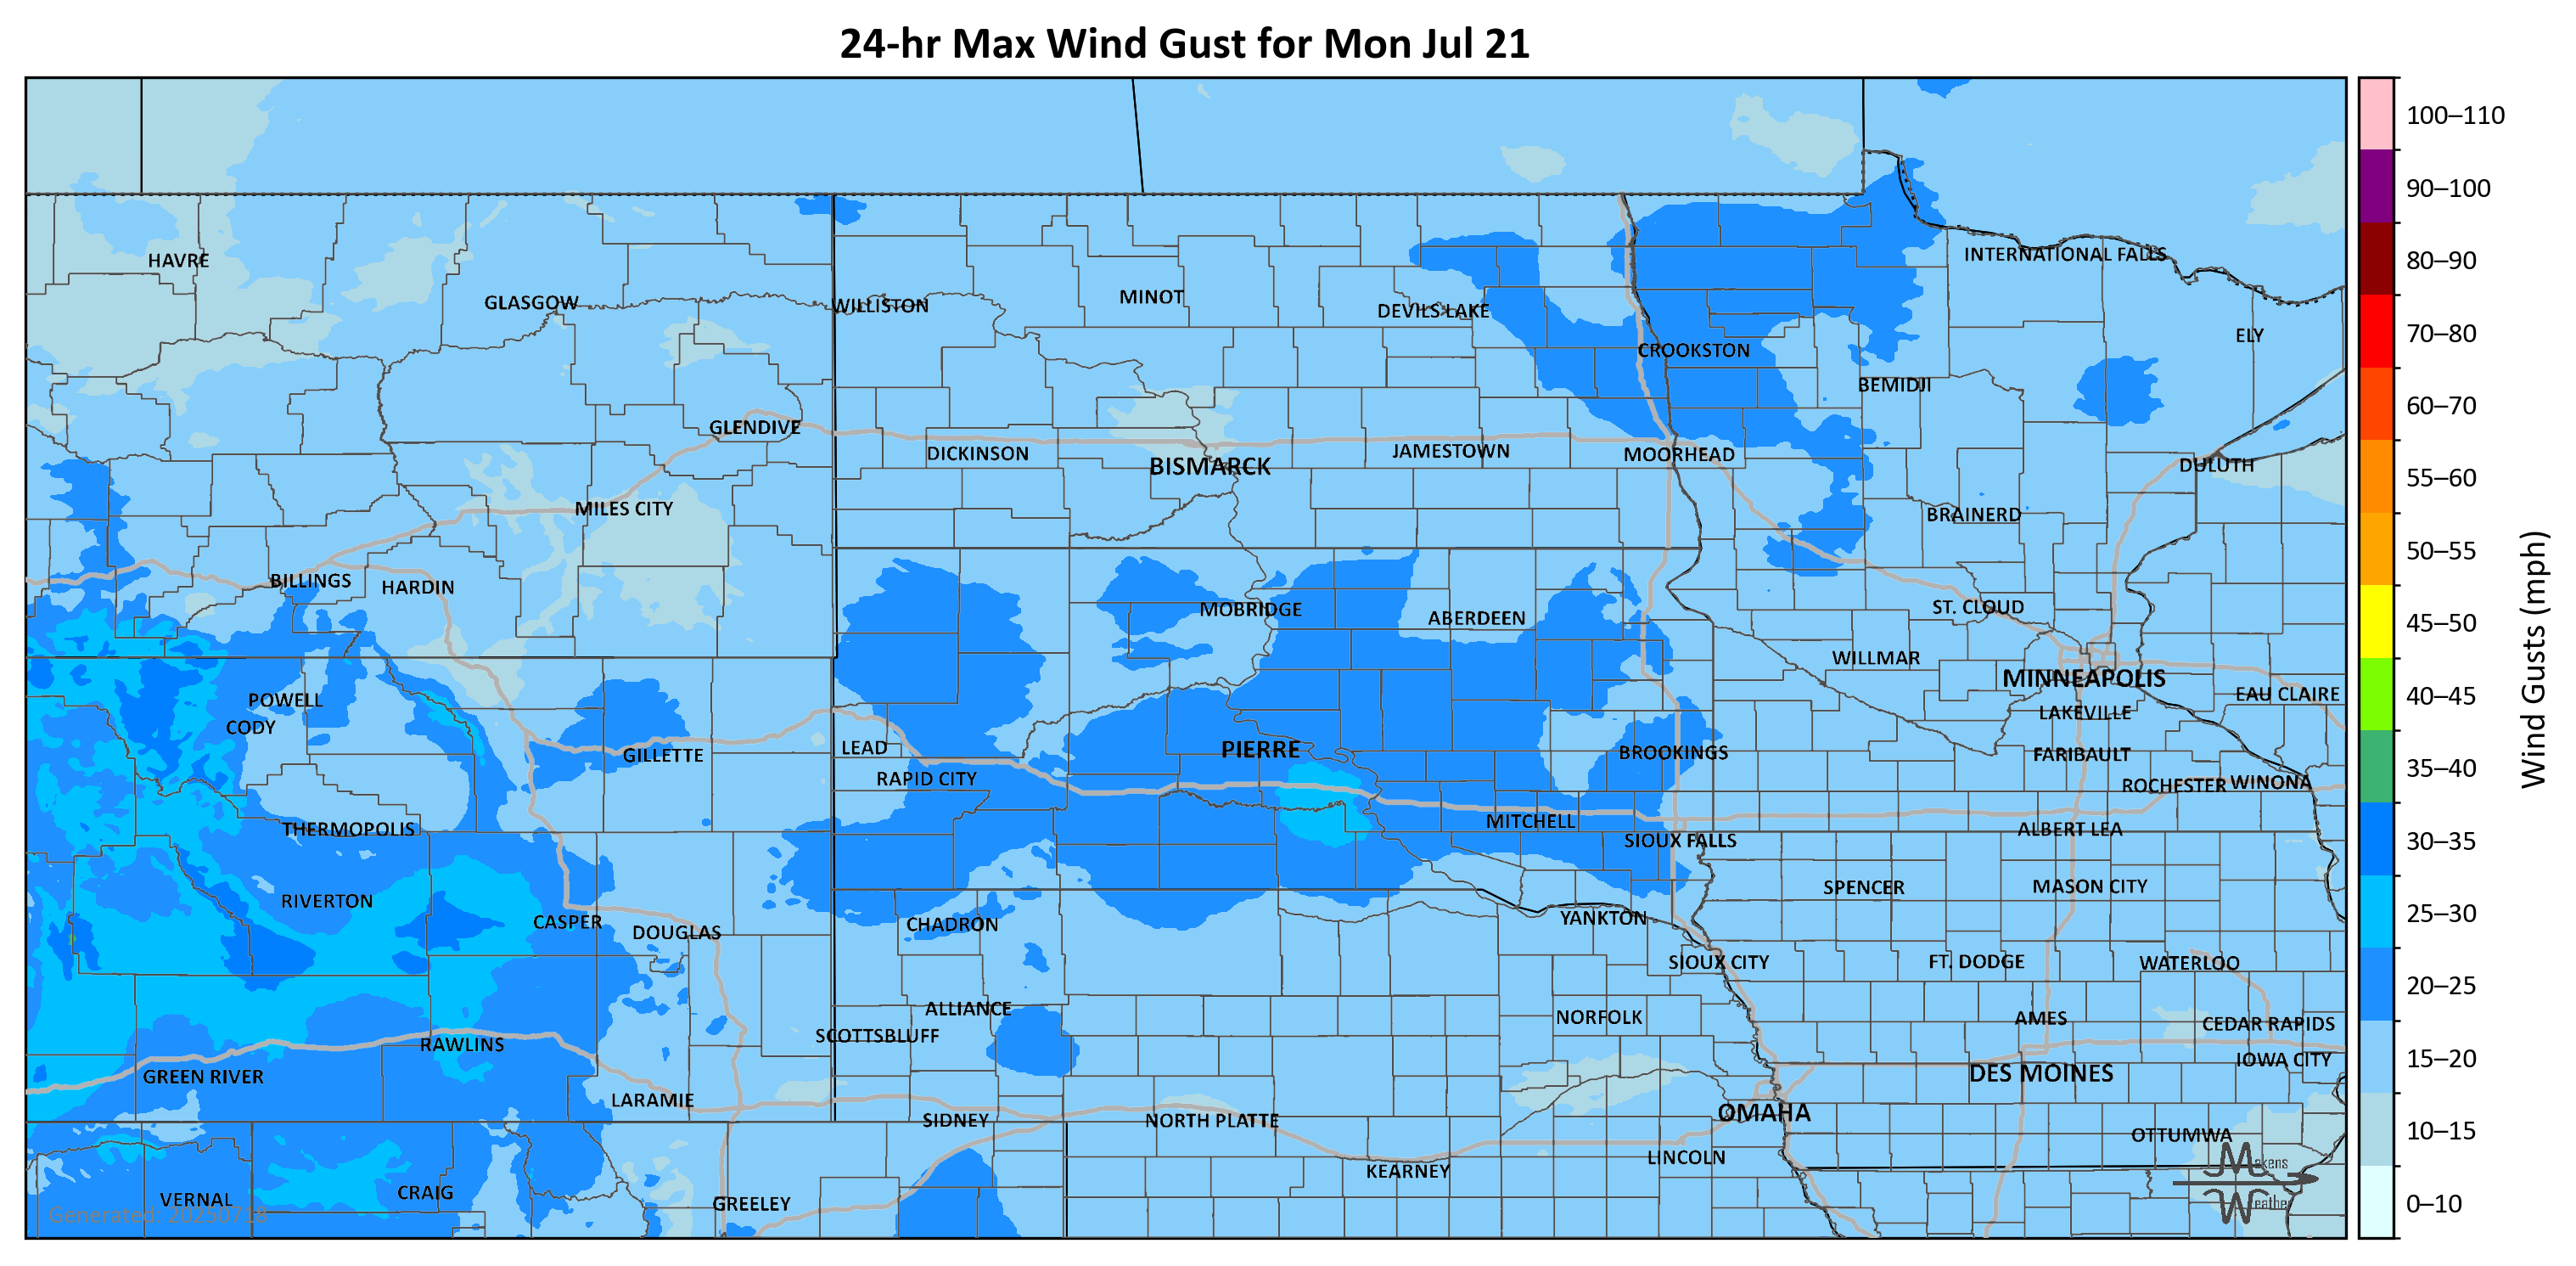 24-hr Max Wind Gust for Mon Jul 21
100–110
90–100
80–90
70–80
60–70
55–60
50–55
45–50
40–45
35–40
30–35
25–30
20–25
15–20
10–15
0–10
Wind Gusts (mph)
HAVRE
INTERNATIONAL FALLS
GLASGOW
WILLISTON
MINOT
DEVILS LAKE
ELY
CROOKSTON
BEMIDJI
GLENDIVE
DICKINSON
BISMARCK
JAMESTOWN
MOORHEAD
DULUTH
MILES CITY
BRAINERD
BILLINGS
HARDIN
MOBRIDGE
ABERDEEN
ST. CLOUD
WILLMAR
MINNEAPOLIS
POWELL
EAU CLAIRE
CODY
LAKEVILLE
GILLETTE
LEAD
PIERRE
BROOKINGS
FARIBAULT
RAPID CITY
ROCHESTER
WINONA
THERMOPOLIS
MITCHELL
ALBERT LEA
SIOUX FALLS
RIVERTON
SPENCER
MASON CITY
CASPER
DOUGLAS
CHADRON
YANKTON
SIOUX CITY
FT. DODGE
WATERLOO
ALLIANCE
NORFOLK
AMES
CEDAR RAPIDS
SCOTTSBLUFF
RAWLINS
IOWA CITY
GREEN RIVER
DES MOINES
LARAMIE
SIDNEY
NORTH PLATTE
OMAHA
OTTUMWA
LINCOLN
KEARNEY
VERNAL
CRAIG
GREELEY
Generated: 20250718
Makens
Weather